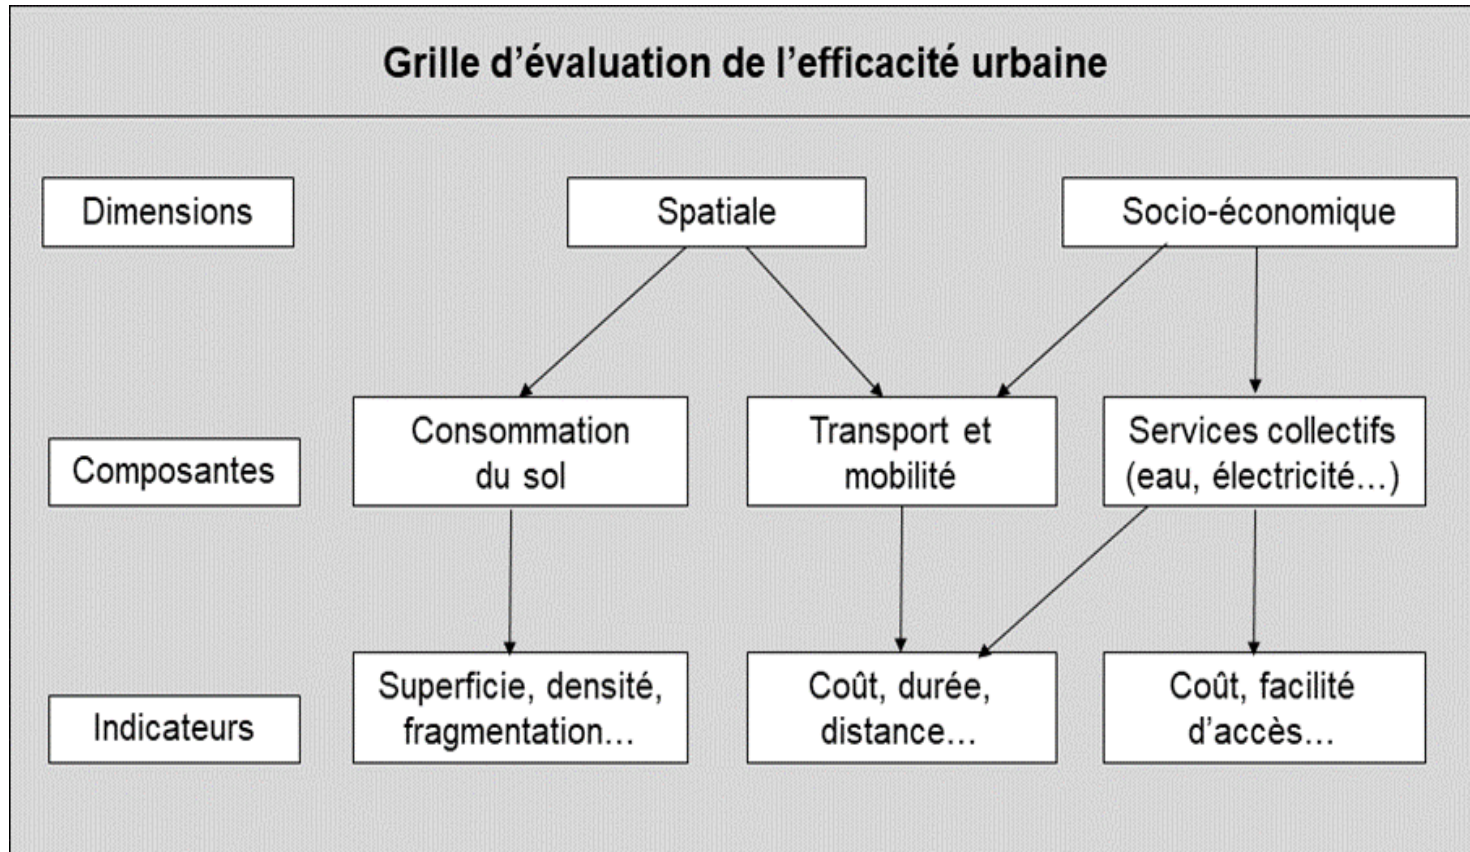 Grille d’évaluation de l’efficacité urbaine
Dimensions
Spatiale
Socio-économique
Composantes
Consommation
du sol
Transport et
mobilité
Services collectifs
(eau, électricité…)
Indicateurs
Superficie, densité,
fragmentation…
Coût, durée,
distance…
Coût, facilité
d’accès…